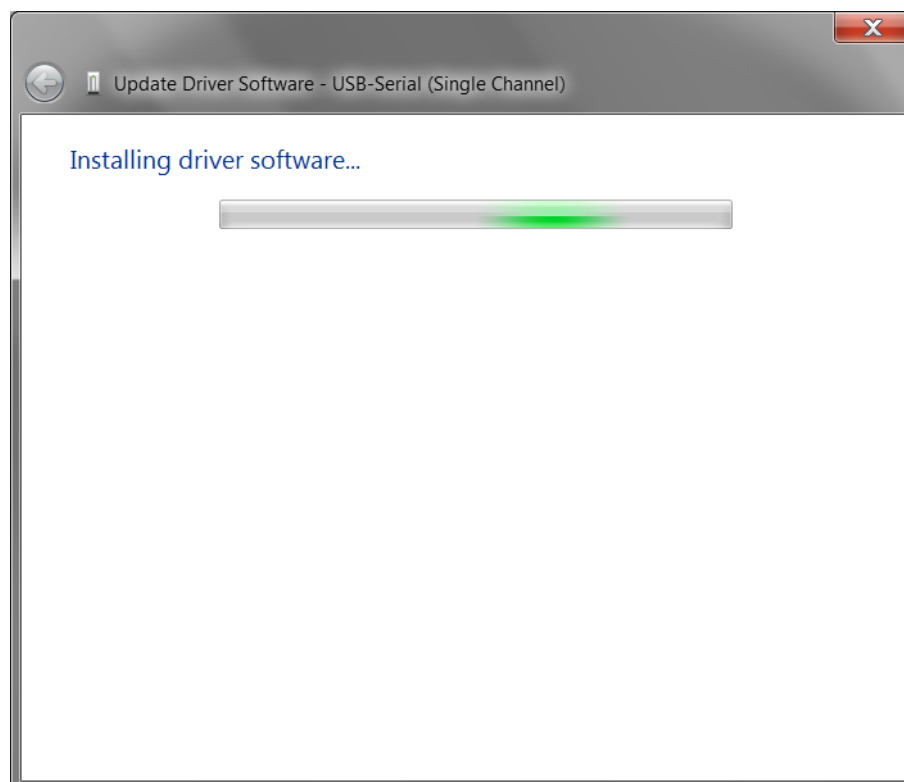 Update Driver Software - USB-Serial (Single Channel)
Installing driver software...